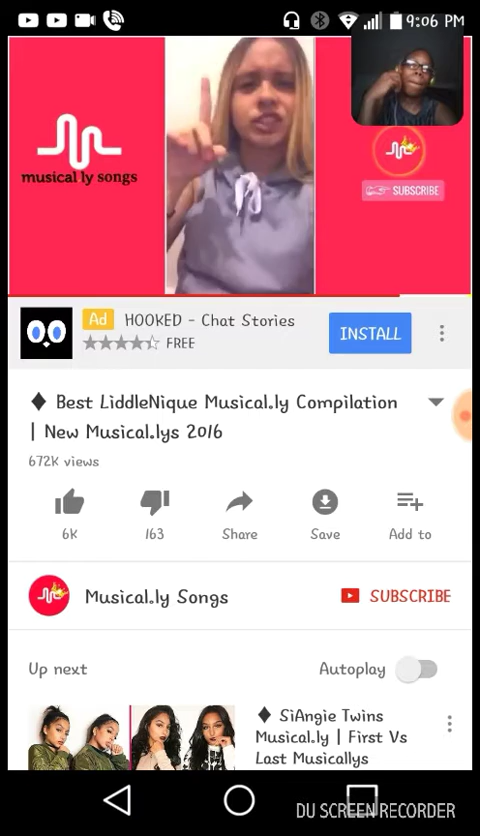 9:06 PM
musical.ly songs
SUBSCRIBE
Ad HOOKED - Chat Stories
FREE
INSTALL
♦ Best LiddleNique Musical.ly Compilation
| New Musical.lys 2016
672K views
6K
163
Share
Save
Add to
Musical.ly Songs
SUBSCRIBE
Up next
Autoplay
♦ SiAngie Twins
Musical.ly | First Vs
Last Musicallys
DU SCREEN RECORDER